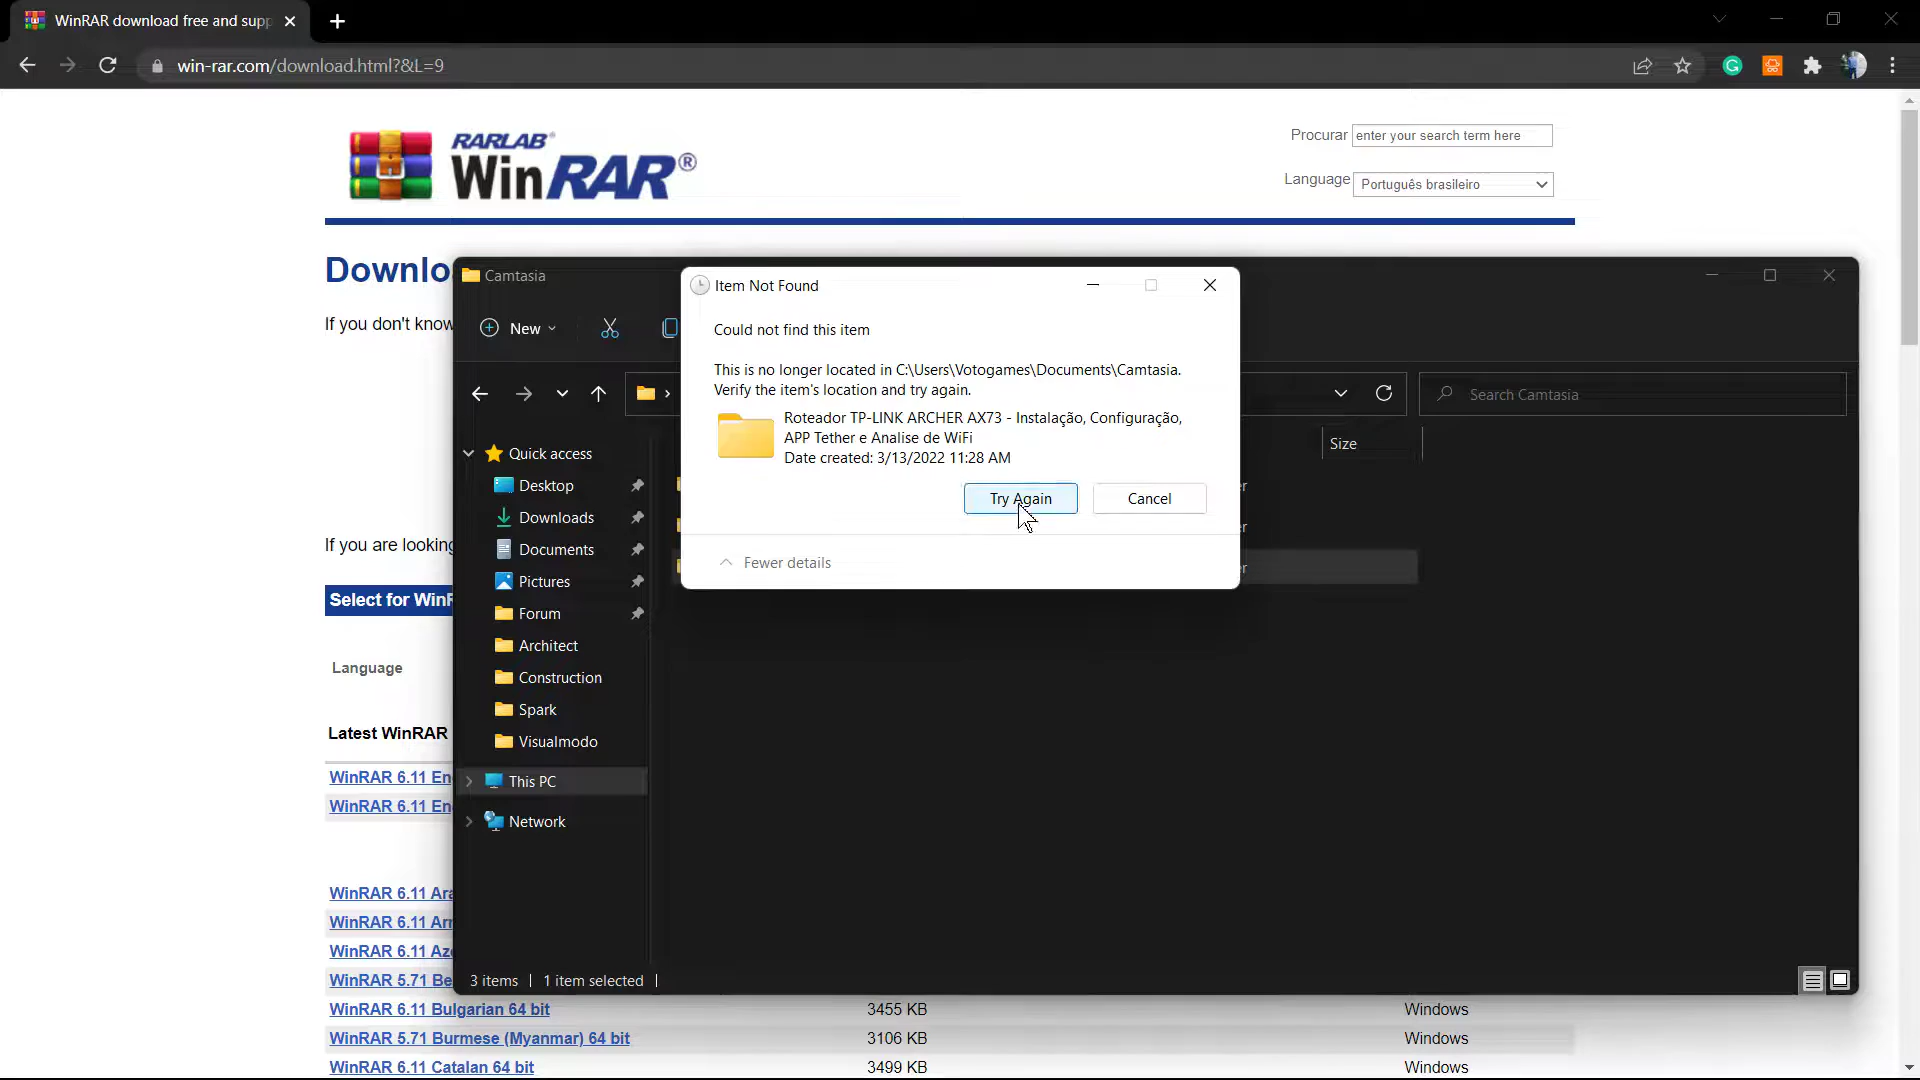 WinRAR download free and supp
win-rar.com/download.html?&L=9
RARLAB®
WinRAR®
Procurar enter your search term here
Language Português brasileiro
Downlo
If you don't know
If you are looking
Select for WinR
Language
Latest WinRAR
WinRAR 6.11 En
WinRAR 6.11 En
WinRAR 6.11 Ara
WinRAR 6.11 Arm
WinRAR 6.11 Aze
WinRAR 5.71 Be
WinRAR 6.11 Bulgarian 64 bit 3455 KB Windows
WinRAR 5.71 Burmese (Myanmar) 64 bit 3106 KB Windows
WinRAR 6.11 Catalan 64 bit 3499 KB Windows
Camtasia
New
Search Camtasia
Size
Quick access
Desktop
Downloads
Documents
Pictures
Forum
Architect
Construction
Spark
Visualmodo
This PC
Network
er
er
er
3 items 1 item selected
Item Not Found
Could not find this item
This is no longer located in C:\Users\Votogames\Documents\Camtasia.
Verify the item's location and try again.
Roteador TP-LINK ARCHER AX73 - Instalação, Configuração,
APP Tether e Analise de WiFi
Date created: 3/13/2022 11:28 AM
Try Again Cancel
Fewer details